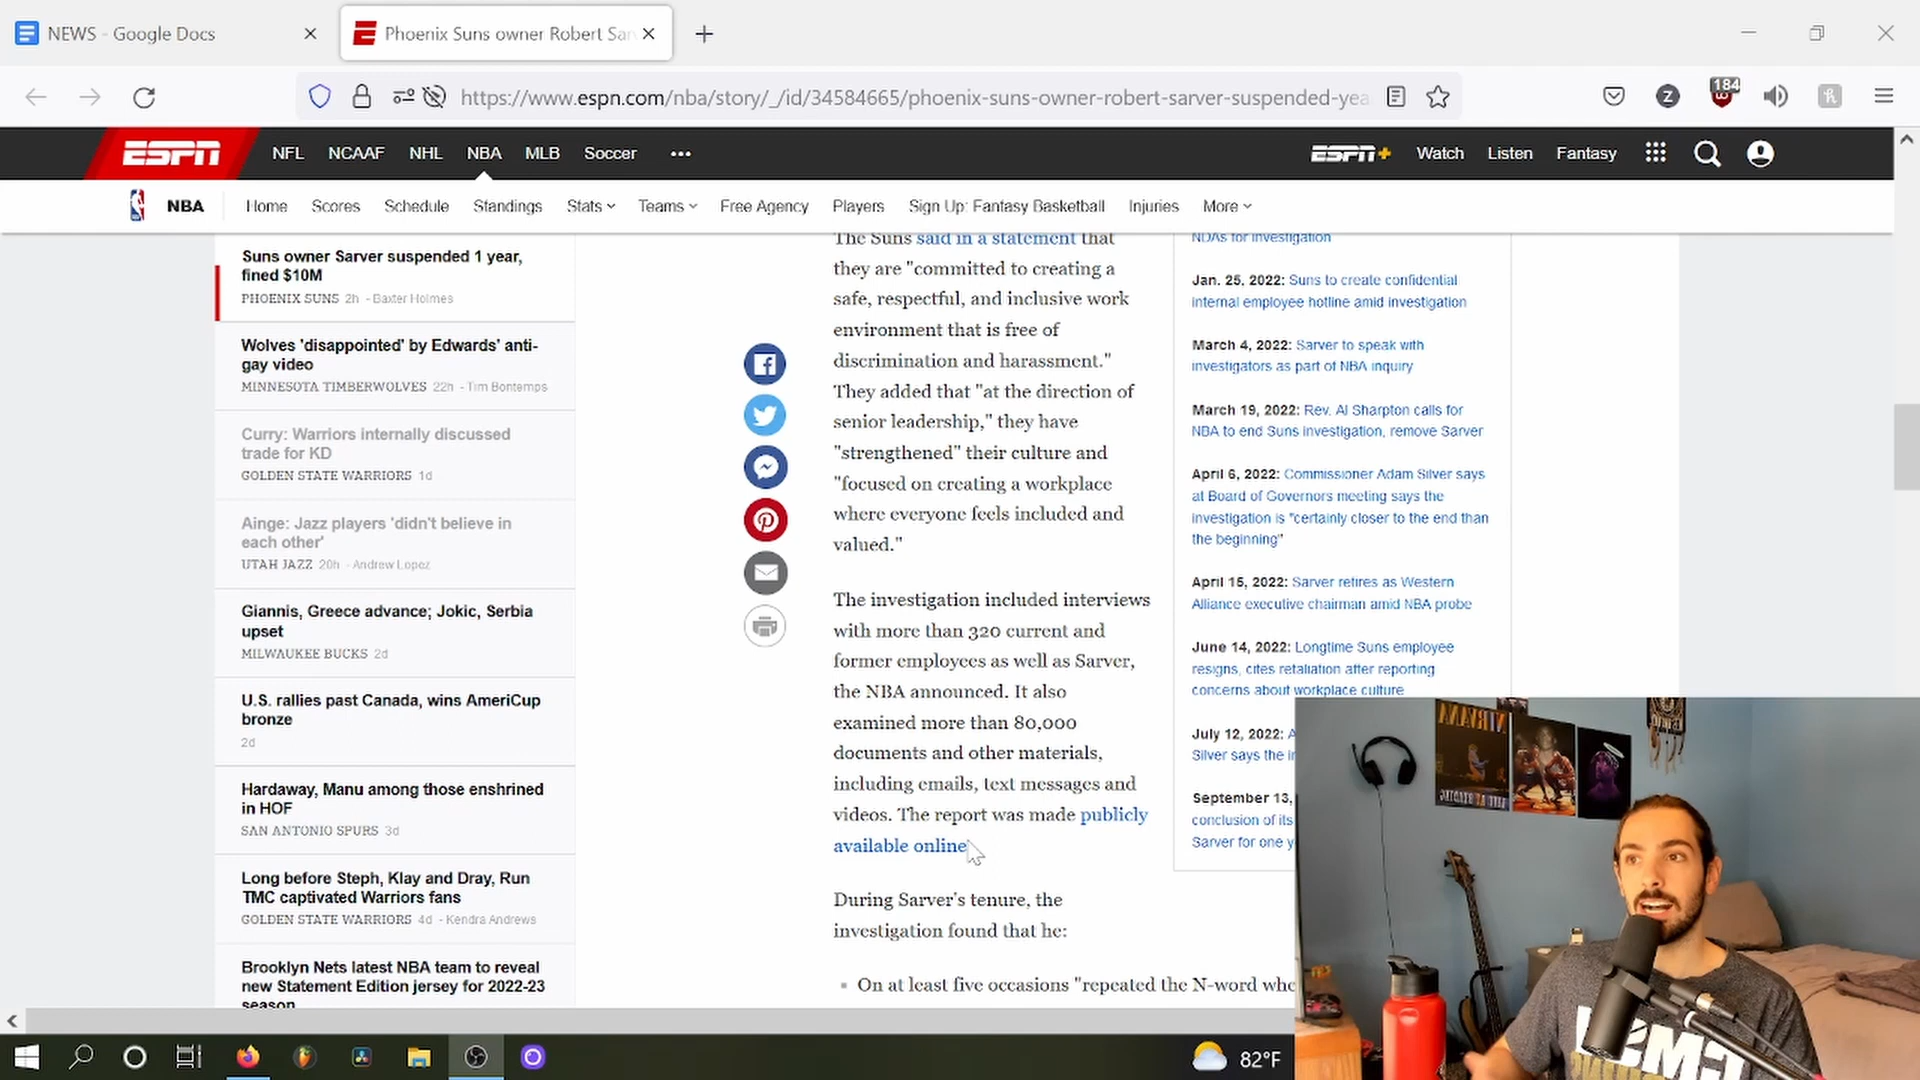 NEWS - Google Docs
Phoenix Suns owner Robert Sar
https://www.espn.com/nba/story/_/id/34584665/phoenix-suns-owner-robert-sarver-suspended-yea
184
Z
h
ESPN
NFL
NCAAF
NHL
NBA
MLB
Soccer
ESPN+
Watch
Listen
Fantasy
NBA
Home
Scores
Schedule
Standings
Stats
Teams
Free Agency
Players
Sign Up: Fantasy Basketball
Injuries
More
Suns owner Sarver suspended 1 year,
fined $10M
PHOENIX SUNS 2h - Baxter Holmes
Wolves 'disappointed' by Edwards' anti-
gay video
MINNESOTA TIMBERWOLVES 22h - Tim Bontemps
Curry: Warriors internally discussed
trade for KD
GOLDEN STATE WARRIORS 1d
Ainge: Jazz players 'didn't believe in
each other'
UTAH JAZZ 20h - Andrew Lopez
Giannis, Greece advance; Jokic, Serbia
upset
MILWAUKEE BUCKS 2d
U.S. rallies past Canada, wins AmeriCup
bronze
2d
Hardaway, Manu among those enshrined
in HOF
SAN ANTONIO SPURS 3d
Long before Steph, Klay and Dray, Run
TMC captivated Warriors fans
GOLDEN STATE WARRIORS 4d - Kendra Andrews
Brooklyn Nets latest NBA team to reveal
new Statement Edition jersey for 2022-23
season
The Suns said in a statement that
they are "committed to creating a
safe, respectful, and inclusive work
environment that is free of
discrimination and harassment."
They added that "at the direction of
senior leadership," they have
"strengthened" their culture and
"focused on creating a workplace
where everyone feels included and
valued."
The investigation included interviews
with more than 320 current and
former employees as well as Sarver,
the NBA announced. It also
examined more than 80,000
documents and other materials,
including emails, text messages and
videos. The report was made publicly
available online
During Sarver's tenure, the
investigation found that he:
On at least five occasions "repeated the N-word whe
NDAs for investigation
Jan. 25, 2022: Suns to create confidential
internal employee hotline amid investigation
March 4, 2022: Sarver to speak with
investigators as part of NBA inquiry
March 19, 2022: Rev. Al Sharpton calls for
NBA to end Suns investigation, remove Sarver
April 6, 2022: Commissioner Adam Silver says
at Board of Governors meeting says the
investigation is "certainly closer to the end than
the beginning"
April 15, 2022: Sarver retires as Western
Alliance executive chairman amid NBA probe
June 14, 2022: Longtime Suns employee
resigns, cites retaliation after reporting
concerns about workplace culture
July 12, 2022: A
Silver says the i
September 13,
conclusion of its
Sarver for one y
NIRVANA
LIVE AT READING
82°F